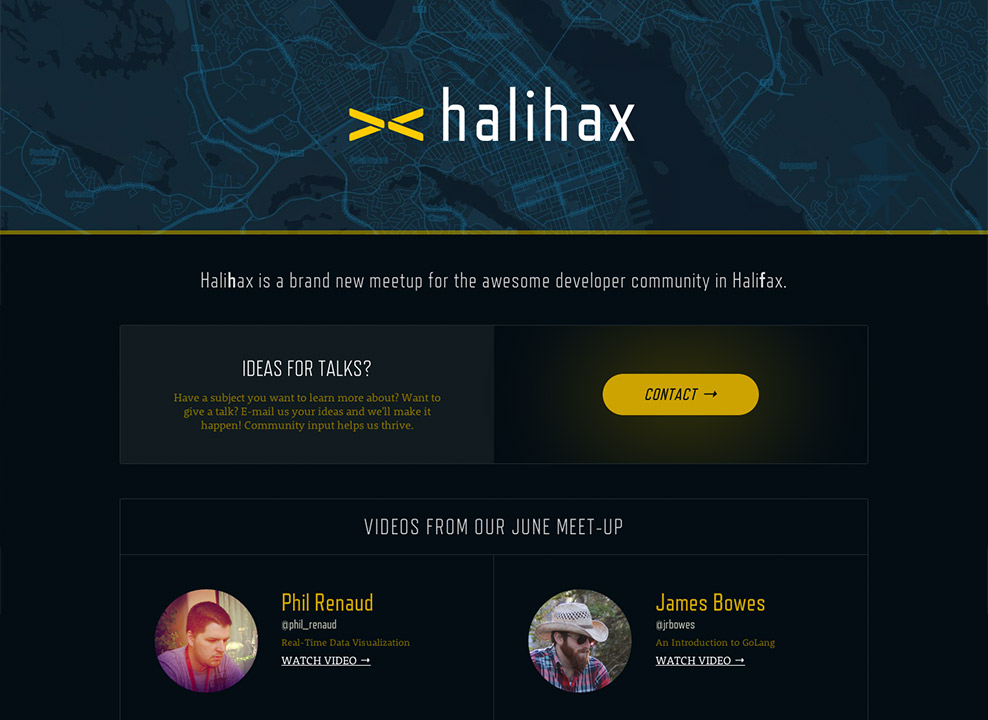 halihax
Halihax is a brand new meetup for the awesome developer community in Halifax.
IDEAS FOR TALKS?
Have a subject you want to learn more about? Want to
give a talk? E-mail us your ideas and we'll make it
happen! Community input helps us thrive.
CONTACT →
VIDEOS FROM OUR JUNE MEET-UP
Phil Renaud
@phil_renaud
Real-Time Data Visualization
WATCH VIDEO →
James Bowes
@jrbowes
An Introduction to GoLang
WATCH VIDEO →